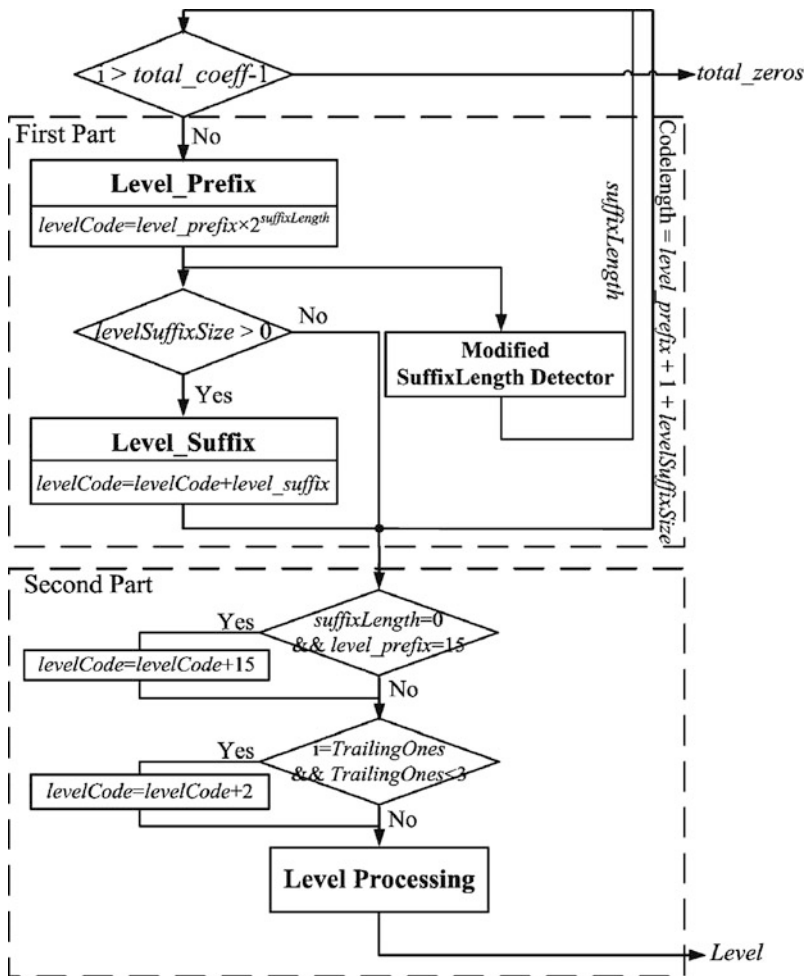 ı > total_coeff-1
total_zeros
First Part
No
Level_Prefix
levelCode=level_prefix×2^suffixLength
suffixLength
Codelength = level_prefix + 1 + levelSuffixSize
levelSuffixSize > 0
No
Modified
SuffixLength Detector
Yes
Level_Suffix
levelCode=levelCode+level_suffix
Second Part
Yes
suffixLength=0
&& level_prefix=15
levelCode=levelCode+15
No
Yes
ı=TrailingOnes
&& TrailingOnes<3
levelCode=levelCode+2
No
Level Processing
Level